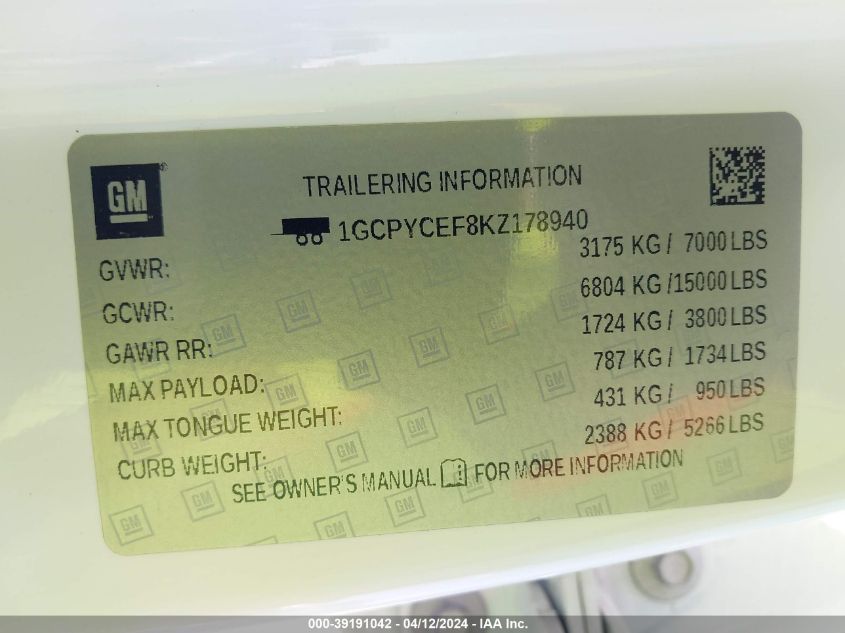 GM
TRAILERING INFORMATION
1GCPYCEF8KZ178940
GVWR: 3175 KG / 7000 LBS
GCWR: 6804 KG / 15000 LBS
GAWR RR: 1724 KG / 3800 LBS
MAX PAYLOAD: 787 KG / 1734 LBS
MAX TONGUE WEIGHT: 431 KG / 950 LBS
CURB WEIGHT: 2388 KG / 5266 LBS
SEE OWNER'S MANUAL FOR MORE INFORMATION
000-39191042 - 04/12/2024 - IAA Inc.